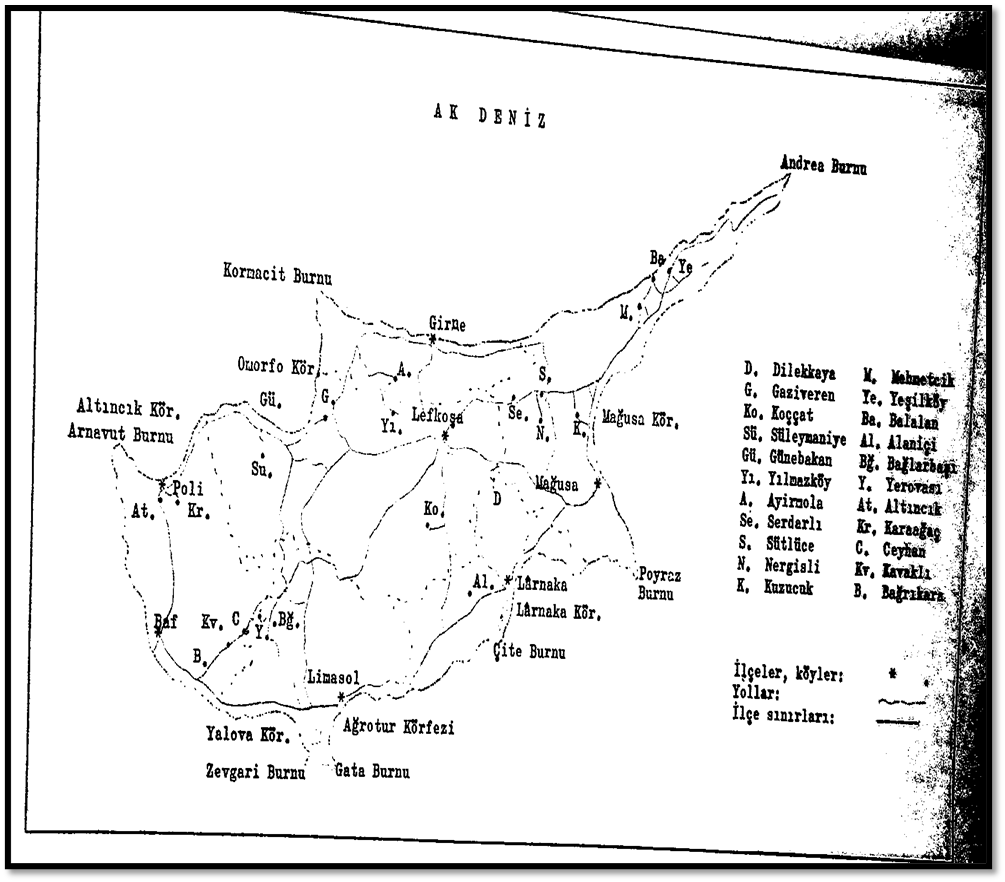 AK DENİZ
Andrea Burnu
Ba Ye
Kormacit Burnu
M.
Girne
Omorfo Kör.
A.
S.
Altıncık Kör.
Gü.
G.
Lefkoşa
Se.
Mağusa Kör.
Arnavut Burnu
Yı.
N.
K.
Su.
Poli
Mağusa
D
At.
Kr.
Ko.
Al.
Lârnaka
Poyraz
Burnu
Lârnaka Kör.
Baf
Kv.
C
Y.
Bğ.
B.
Çite Burnu
Limasol
Yalova Kör.
Ağrotur Körfezi
Zevgari Burnu
Gata Burnu
D. Dilekkaya
G. Gaziveren
Ko. Koççat
Sü. Süleymaniye
Gü. Günebakan
Yı. Yılmazköy
A. Ayirmola
Se. Serdarlı
S. Sütlüce
N. Nergisli
K. Kuzucuk
M. Mehmetcik
Ye. Yeşilköy
Ba. Balalan
Al. Alaniçi
Bğ. Bağlarbaşı
Y. Yerovası
At. Altıncık
Kr. Karaağaç
C. Ceyhan
Kv. Kavaklı
B. Bağrıkara
İlçeler, köyler: *
Yollar:
İlçe sınırları: